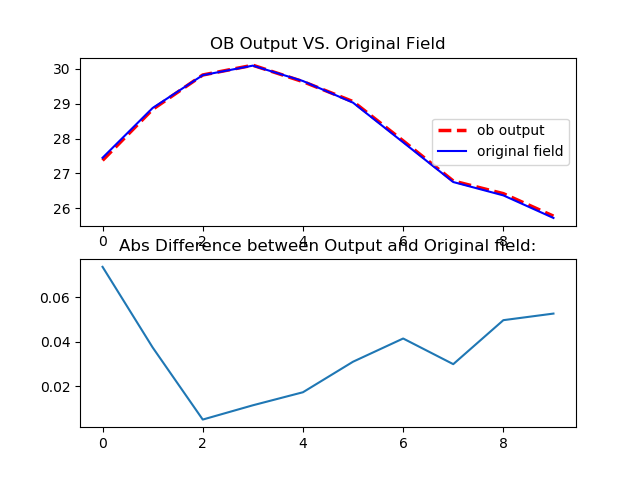 OB Output VS. Original Field
30
29
28
27
26
ob output
original field
0 2 4 6 8
Abs Difference between Output and Original field:
0.06
0.04
0.02
0 2 4 6 8